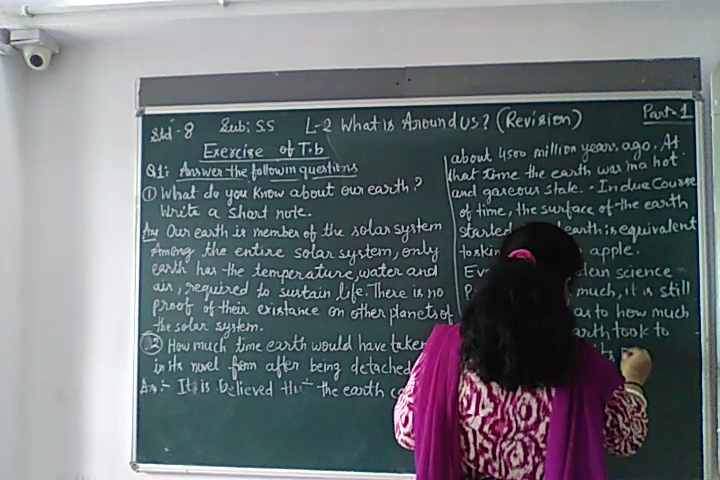 Std - 8 Sub: S.S L-2 What is Around Us? (Revision) Part-1
Exercise of T.b
Q1: Answer the followin questions
① What do you know about our earth?
Write a short note.
Ans Our earth is member of the solar system
Among the entire solar system, only
earth has the temperature, water and
air, required to sustain life. There is no
proof of their existance on other planets of
the solar system.
② How much time earth would have taken
in its novel from after being detached
Ans:- It is believed that the earth
about 4500 million years ago. At
that time the earth was in a hot
and gaseous state. In due Course
of time, the surface of the earth
started earth is equivalent
to skin apple.
science
much, it is still
as to how much
earth took to